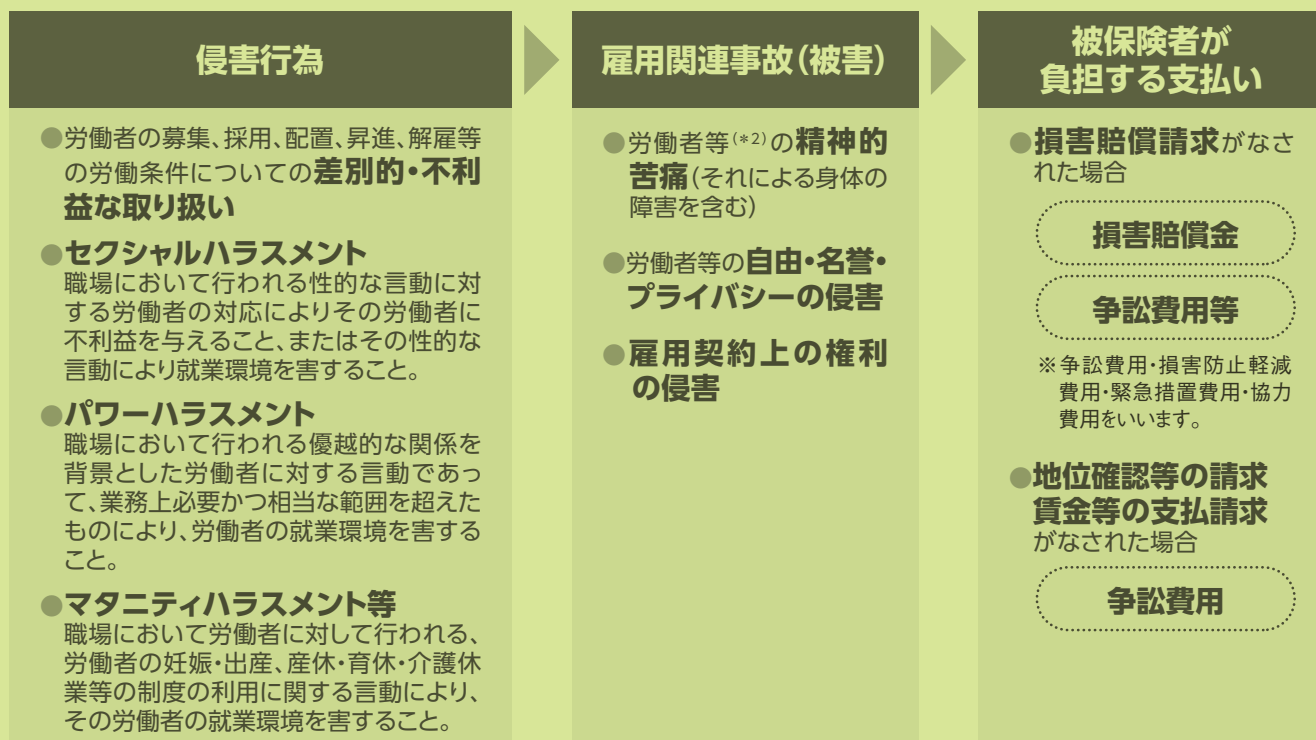 侵害行為
●労働者の募集、採用、配置、昇進、解雇等
の労働条件についての差別的・不利
益な取り扱い
●セクシャルハラスメント
職場において行われる性的な言動に対
する労働者の対応によりその労働者に
不利益を与えること、またはその性的な
言動により就業環境を害すること。
●パワーハラスメント
職場において行われる優越的な関係を
背景とした労働者に対する言動であっ
て、業務上必要かつ相当な範囲を超えた
ものにより、労働者の就業環境を害する
こと。
●マタニティハラスメント等
職場において労働者に対して行われる、
労働者の妊娠・出産、産休・育休・介護休
業等の制度の利用に関する言動により、
その労働者の就業環境を害すること。
雇用関連事故(被害)
●労働者等(*2)の精神的
苦痛(それによる身体の
障害を含む)
●労働者等の自由・名誉・
プライバシーの侵害
●雇用契約上の権利
の侵害
被保険者が
負担する支払い
●損害賠償請求がなさ
れた場合
損害賠償金
争訟費用等
※争訟費用・損害防止軽減
費用・緊急措置費用・協力
費用をいいます。
●地位確認等の請求
賃金等の支払請求
がなされた場合
争訟費用